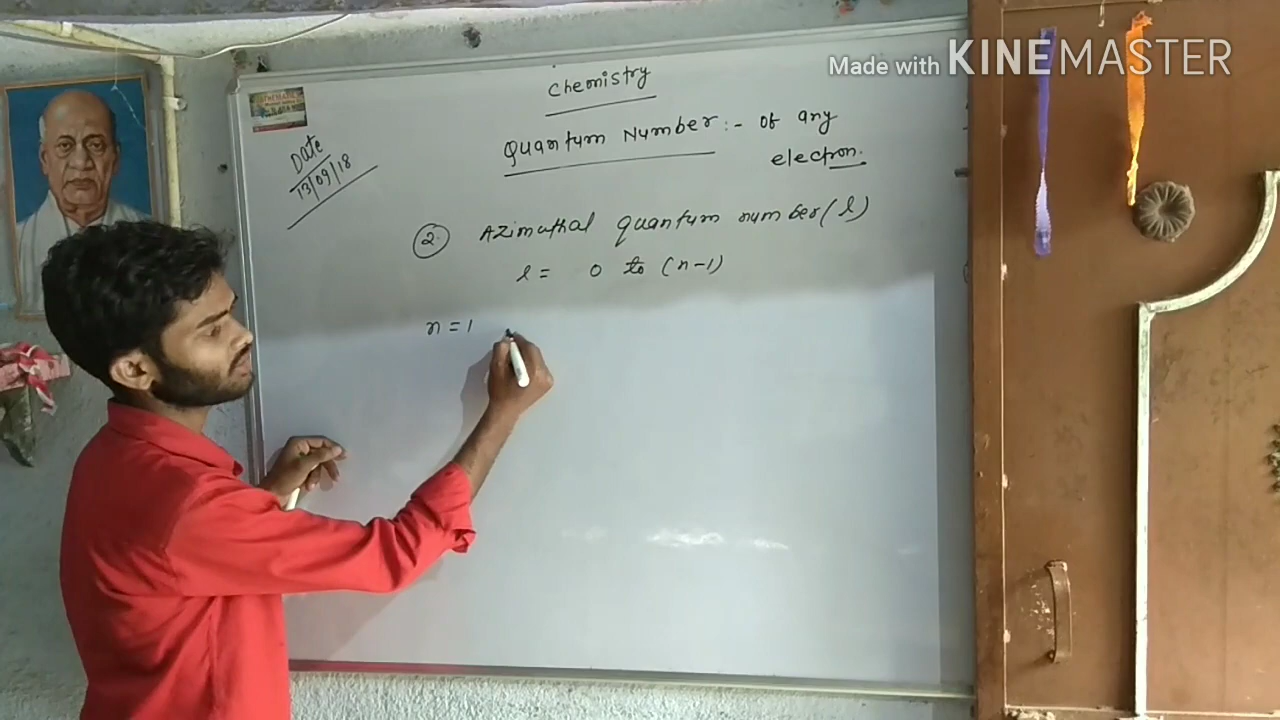 Made with KINEMASTER
Chemistry
Date
13/09/18
Quantum Number:- of any
electron.
2. Azimuthal quantum number(l)
l = 0 to (n-1)
n=1